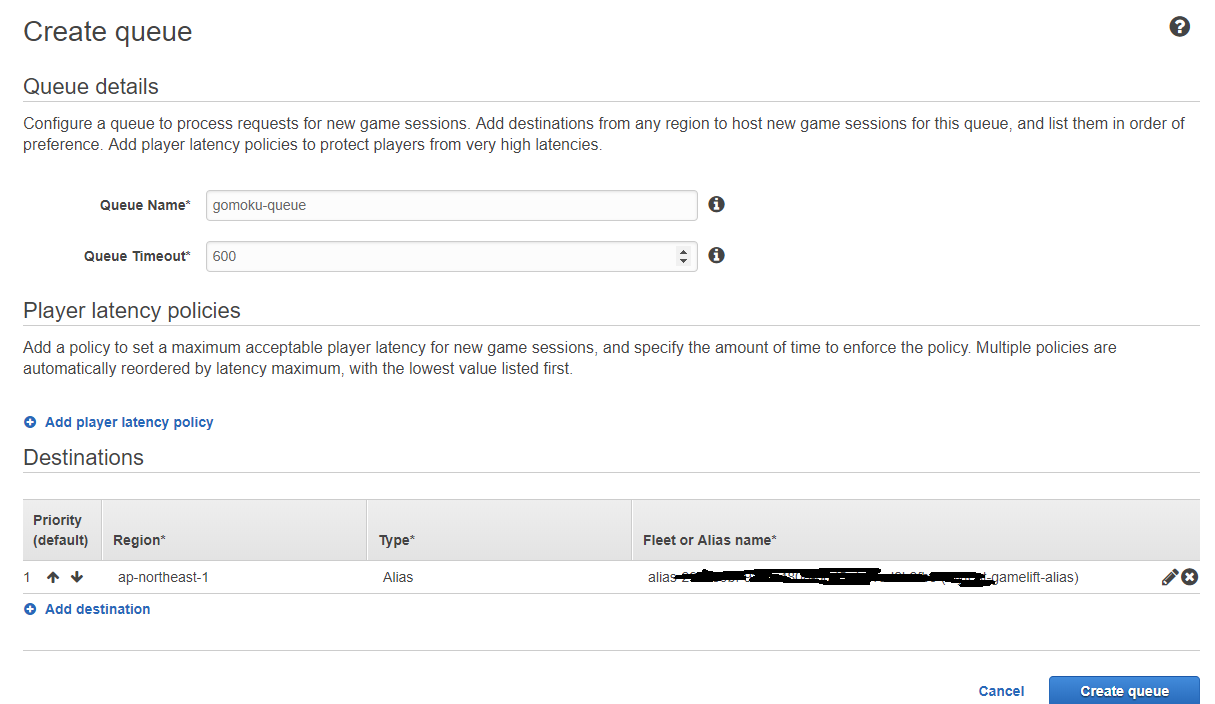 Create queue
Queue details
Configure a queue to process requests for new game sessions. Add destinations from any region to host new game sessions for this queue, and list them in order of
preference. Add player latency policies to protect players from very high latencies.
Queue Name* gomoku-queue
Queue Timeout* 600
Player latency policies
Add a policy to set a maximum acceptable player latency for new game sessions, and specify the amount of time to enforce the policy. Multiple policies are
automatically reordered by latency maximum, with the lowest value listed first.
Add player latency policy
Destinations
Priority
(default) Region* Type* Fleet or Alias name*
1 ap-northeast-1 Alias alias- -gamelift-alias)
Add destination
Cancel Create queue